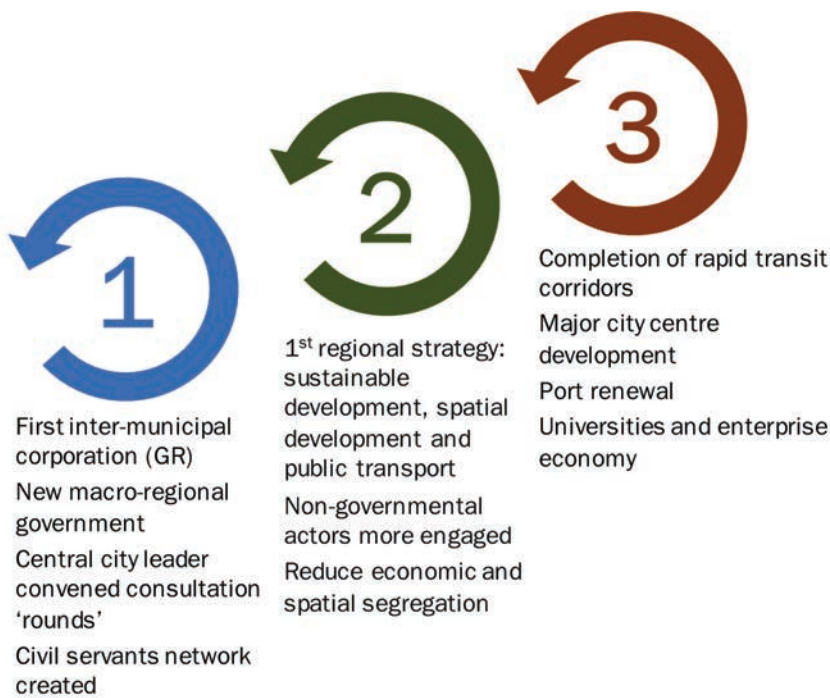 1
First inter-municipal
corporation (GR)
New macro-regional
government
Central city leader
convened consultation
‘rounds’
Civil servants network
created
2
1st regional strategy:
sustainable
development, spatial
development and
public transport
Non-governmental
actors more engaged
Reduce economic and
spatial segregation
3
Completion of rapid transit
corridors
Major city centre
development
Port renewal
Universities and enterprise
economy